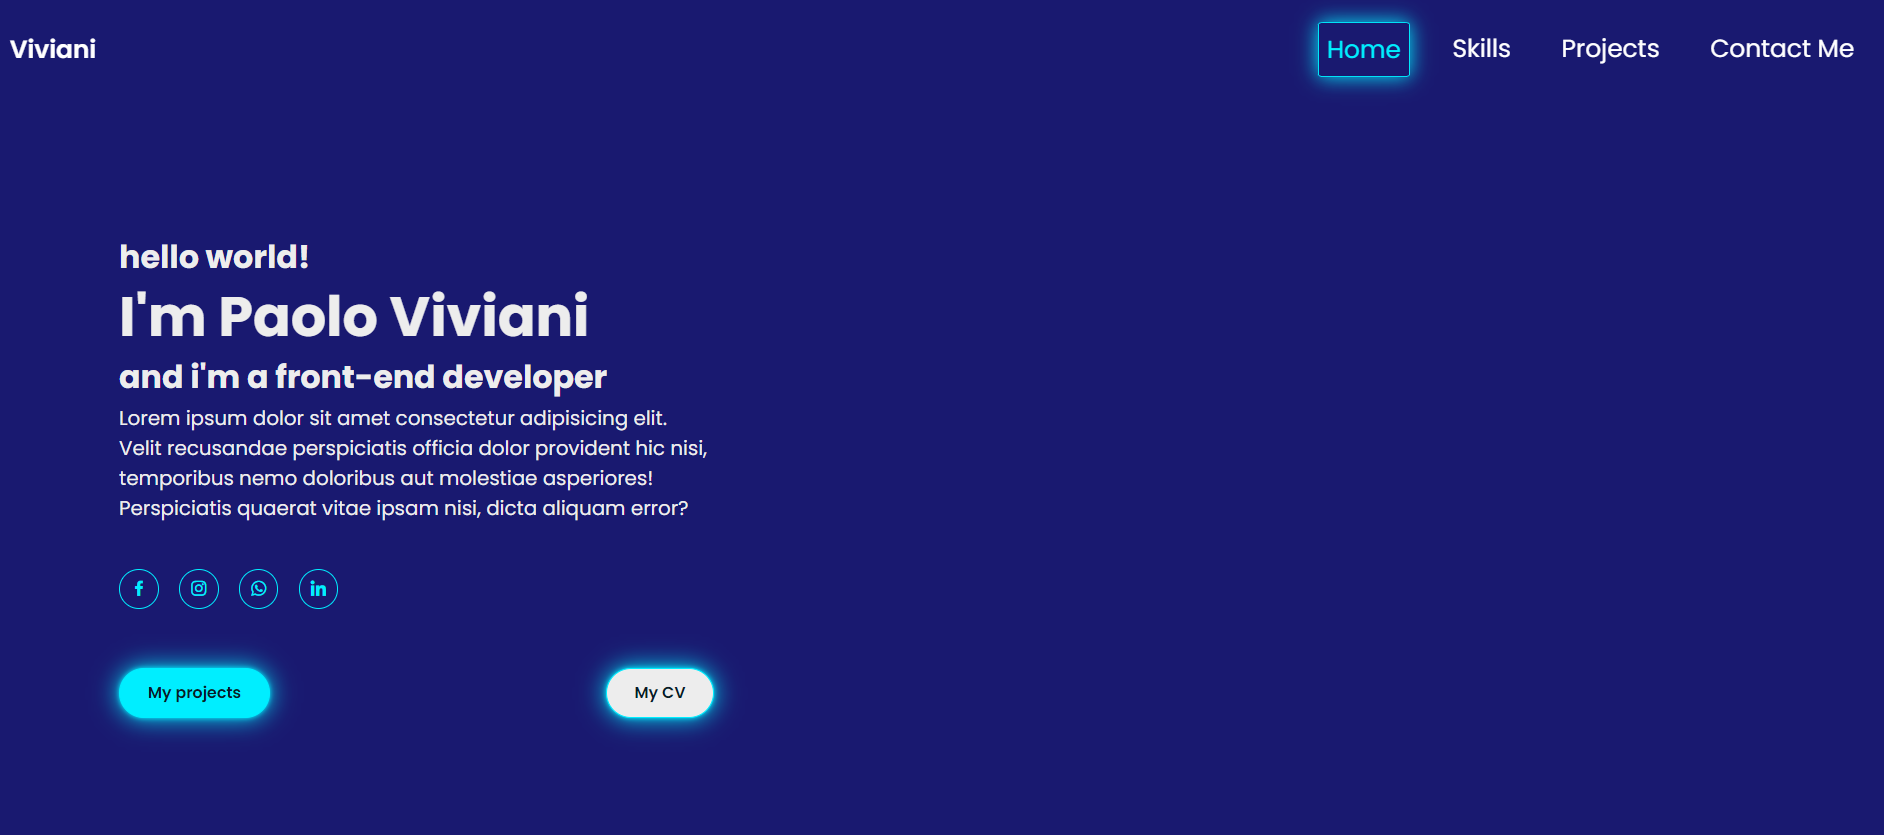 Viviani
Home Skills Projects Contact Me
hello world!
I'm Paolo Viviani
and i'm a front-end developer
Lorem ipsum dolor sit amet consectetur adipisicing elit.
Velit recusandae perspiciatis officia dolor provident hic nisi,
temporibus nemo doloribus aut molestiae asperiores!
Perspiciatis quaerat vitae ipsam nisi, dicta aliquam error?
My projects
My CV